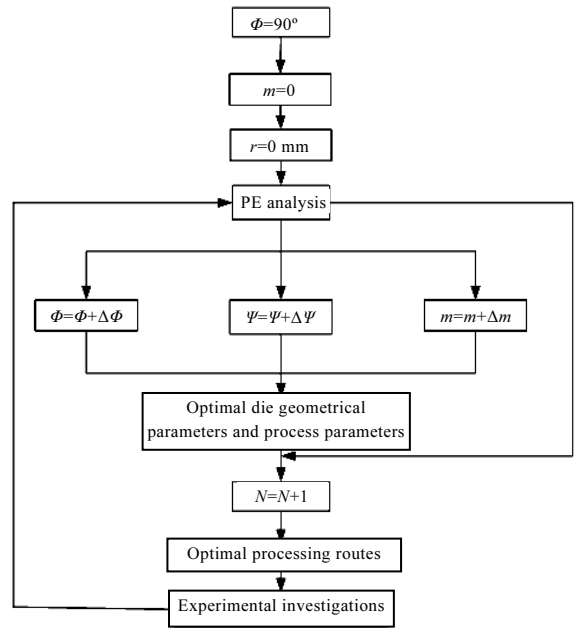 Φ=90º
m=0
r=0 mm
PE analysis
Φ=Φ+ΔΦ
Ψ=Ψ+ΔΨ
m=m+Δm
Optimal die geometrical
parameters and process parameters
N=N+1
Optimal processing routes
Experimental investigations